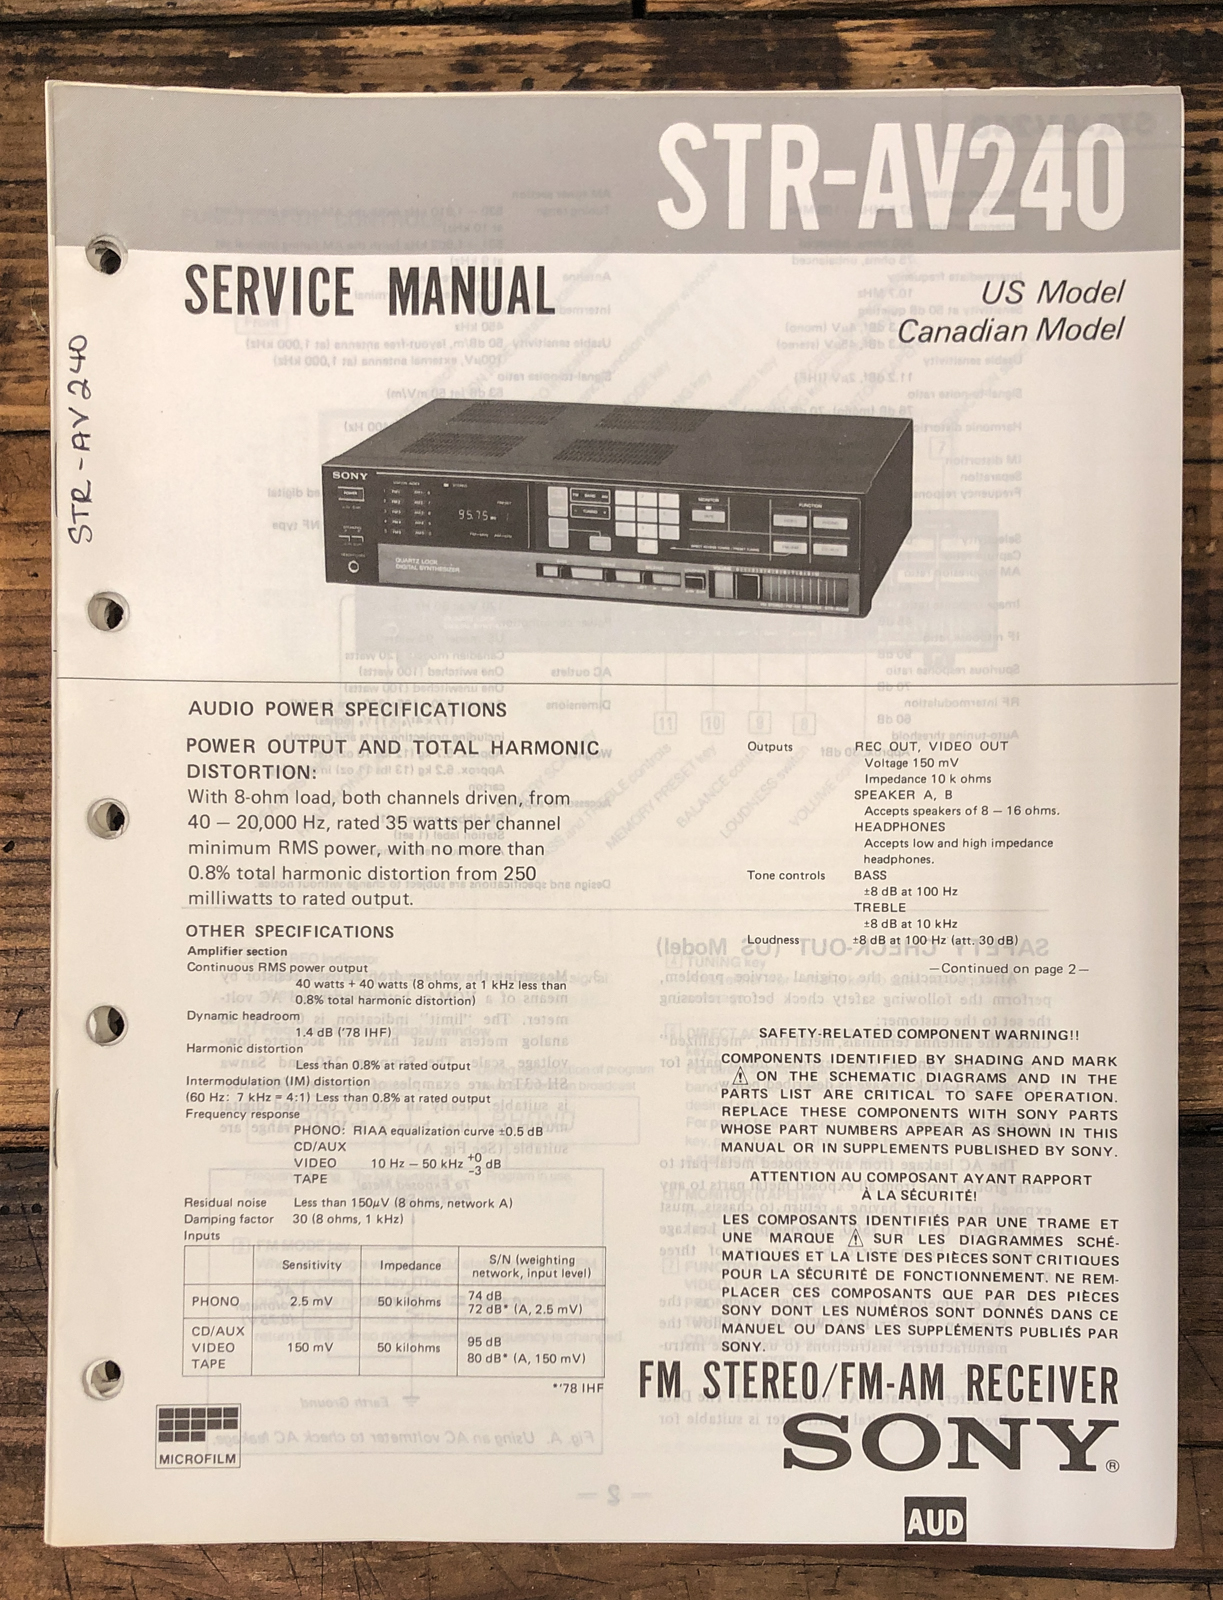 STR-AV240
SERVICE MANUAL
US Model
Canadian Model
STR-AV240
SONY
95.75
QUARTZ LOCK
DIGITAL SYNTHESIZER
FUNCTION
AUDIO POWER SPECIFICATIONS
POWER OUTPUT AND TOTAL HARMONIC
DISTORTION:
With 8-ohm load, both channels driven, from
40 – 20,000 Hz, rated 35 watts per channel
minimum RMS power, with no more than
0.8% total harmonic distortion from 250
milliwatts to rated output.
OTHER SPECIFICATIONS
Amplifier section
Continuous RMS power output
40 watts + 40 watts (8 ohms, at 1 kHz less than
0.8% total harmonic distortion)
Dynamic headroom
1.4 dB ('78 IHF)
Harmonic distortion
Less than 0.8% at rated output
Intermodulation (IM) distortion
(60 Hz: 7 kHz = 4:1) Less than 0.8% at rated output
Frequency response
PHONO: RIAA equalization curve ±0.5 dB
CD/AUX
VIDEO 10 Hz – 50 kHz +0 -3 dB
TAPE
Residual noise Less than 150µV (8 ohms, network A)
Damping factor 30 (8 ohms, 1 kHz)
Inputs
Sensitivity Impedance S/N (weighting network, input level)
PHONO 2.5 mV 50 kilohms 74 dB
72 dB* (A, 2.5 mV)
CD/AUX
VIDEO 150 mV 50 kilohms 95 dB
TAPE 80 dB* (A, 150 mV)
*'78 IHF
MICROFILM
Outputs REC OUT, VIDEO OUT
Voltage 150 mV
Impedance 10 k ohms
SPEAKER A, B
Accepts speakers of 8 – 16 ohms.
HEADPHONES
Accepts low and high impedance
headphones.
Tone controls BASS
±8 dB at 100 Hz
TREBLE
±8 dB at 10 kHz
Loudness ±8 dB at 100 Hz (att. 30 dB)
—Continued on page 2—
SAFETY-RELATED COMPONENT WARNING!!
COMPONENTS IDENTIFIED BY SHADING AND MARK
⚠ ON THE SCHEMATIC DIAGRAMS AND IN THE
PARTS LIST ARE CRITICAL TO SAFE OPERATION.
REPLACE THESE COMPONENTS WITH SONY PARTS
WHOSE PART NUMBERS APPEAR AS SHOWN IN THIS
MANUAL OR IN SUPPLEMENTS PUBLISHED BY SONY.
ATTENTION AU COMPOSANT AYANT RAPPORT
À LA SÉCURITÉ!
LES COMPOSANTS IDENTIFIÉS PAR UNE TRAME ET
UNE MARQUE ⚠ SUR LES DIAGRAMMES SCHÉ-
MATIQUES ET LA LISTE DES PIÈCES SONT CRITIQUES
POUR LA SÉCURITÉ DE FONCTIONNEMENT. NE REM-
PLACER CES COMPOSANTS QUE PAR DES PIÈCES
SONY DONT LES NUMÉROS SONT DONNÉS DANS CE
MANUEL OU DANS LES SUPPLÉMENTS PUBLIÉS PAR
SONY.
FM STEREO/FM-AM RECEIVER
SONY®
AUD